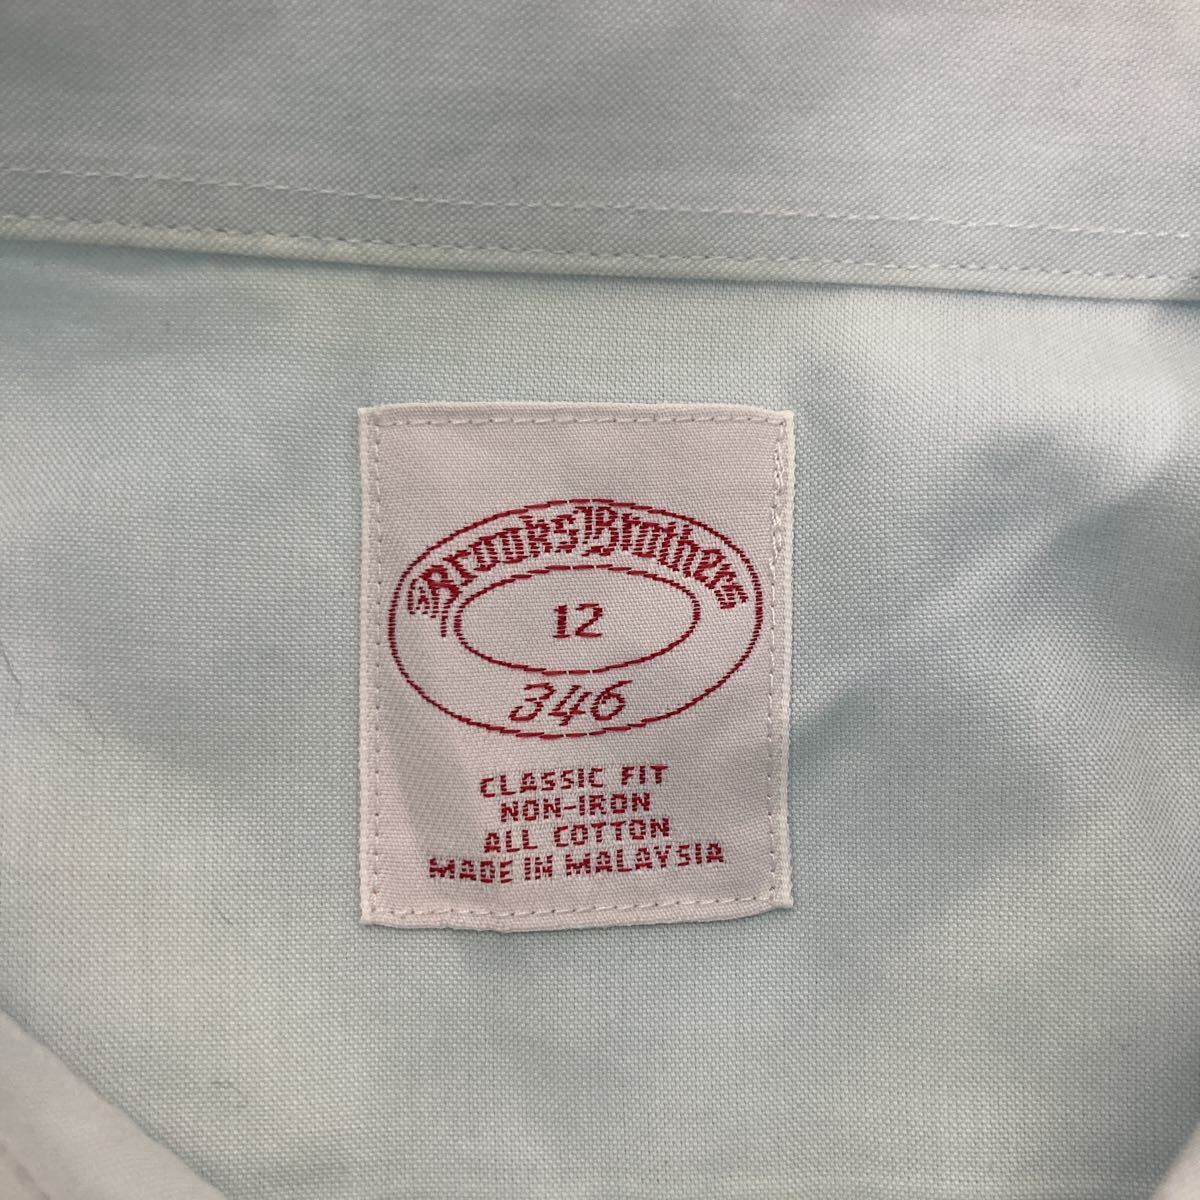 Brooks Brothers
12
346
CLASSIC FIT
NON-IRON
ALL COTTON
MADE IN MALAYSIA